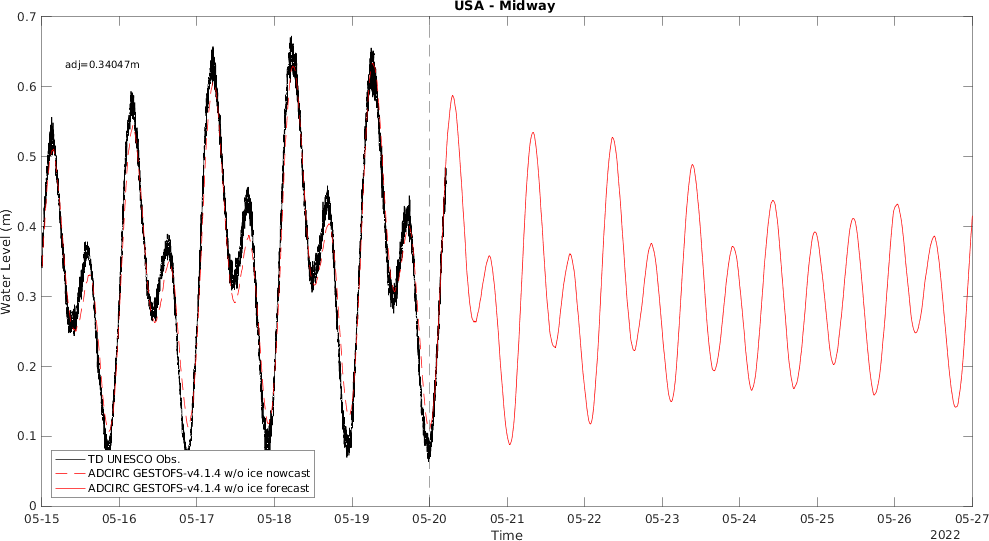 USA - Midway
adj=0.34047m
Water Level (m)
0.7
0.6
0.5
0.4
0.3
0.2
0.1
0
TD UNESCO Obs.
ADCIRC GESTOFS-v4.1.4 w/o ice nowcast
ADCIRC GESTOFS-v4.1.4 w/o ice forecast
05-15 05-16 05-17 05-18 05-19 05-20 05-21 05-22 05-23 05-24 05-25 05-26 05-27
Time
2022